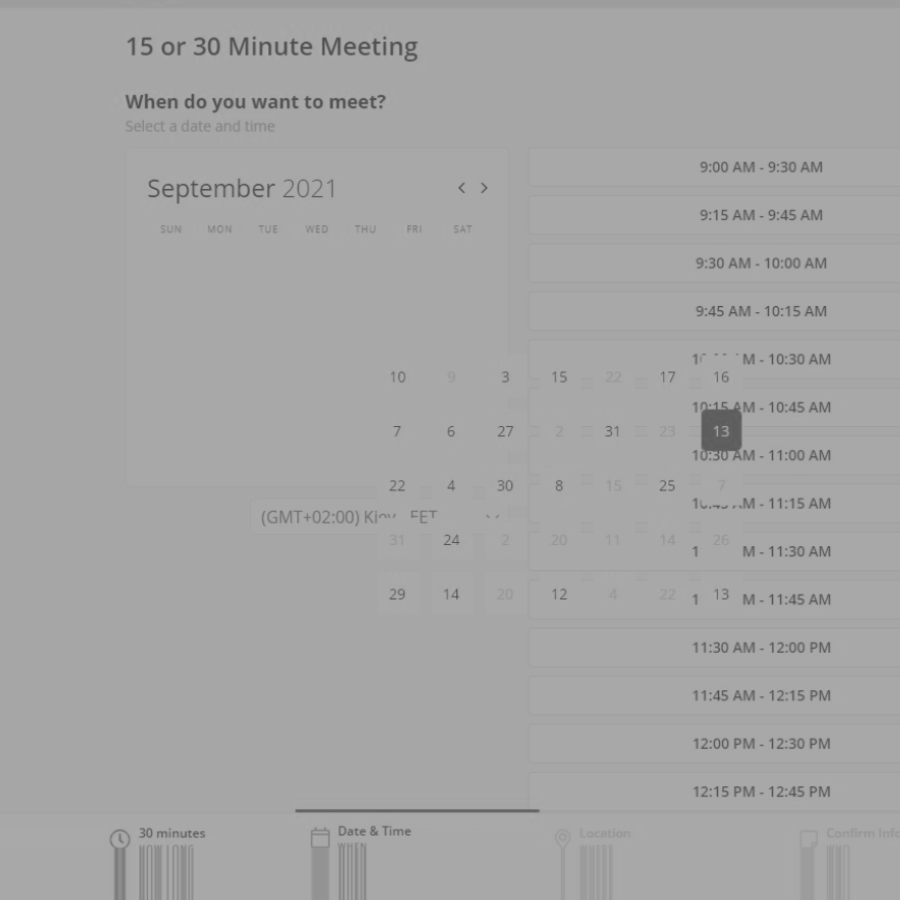 15 or 30 Minute Meeting
When do you want to meet?
Select a date and time
September 2021
SUN MON TUE WED THU FRI SAT
9:00 AM - 9:30 AM
9:15 AM - 9:45 AM
9:30 AM - 10:00 AM
9:45 AM - 10:15 AM
M - 10:30 AM
10 9 3 15 22 17 16
10:15 AM - 10:45 AM
7 6 27 2 31 23 13
10:30 AM - 11:00 AM
22 4 30 8 15 25 7
10:45 AM - 11:15 AM
(GMT+02:00) Kiev EET
31 24 2 20 11 14 26
M - 11:30 AM
29 14 20 12 4 22 13
M - 11:45 AM
11:30 AM - 12:00 PM
11:45 AM - 12:15 PM
12:00 PM - 12:30 PM
12:15 PM - 12:45 PM
30 minutes
HOW LONG
Date & Time
WHEN
Location
Confirm Info